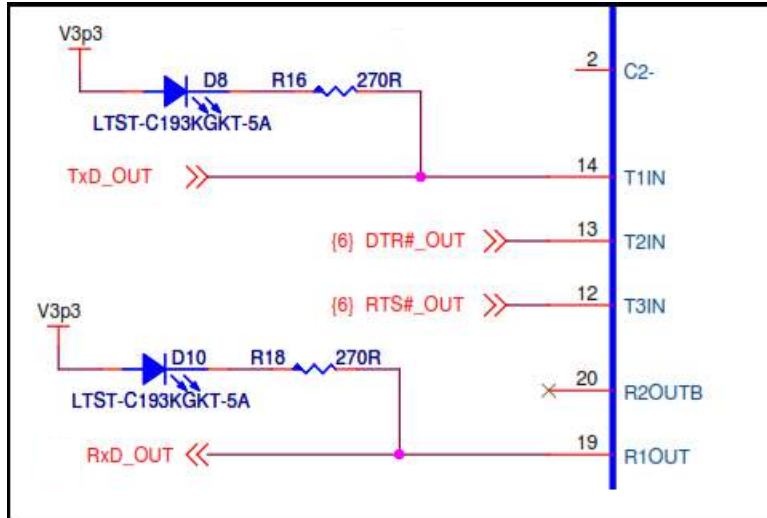 V3p3
D8 R16 270R
LTST-C193KGKT-5A
2 C2-
TxD_OUT 14 T1IN
{6} DTR#_OUT 13 T2IN
{6} RTS#_OUT 12 T3IN
V3p3
D10 R18 270R
LTST-C193KGKT-5A
20 R2OUTB
RxD_OUT 19 R1OUT